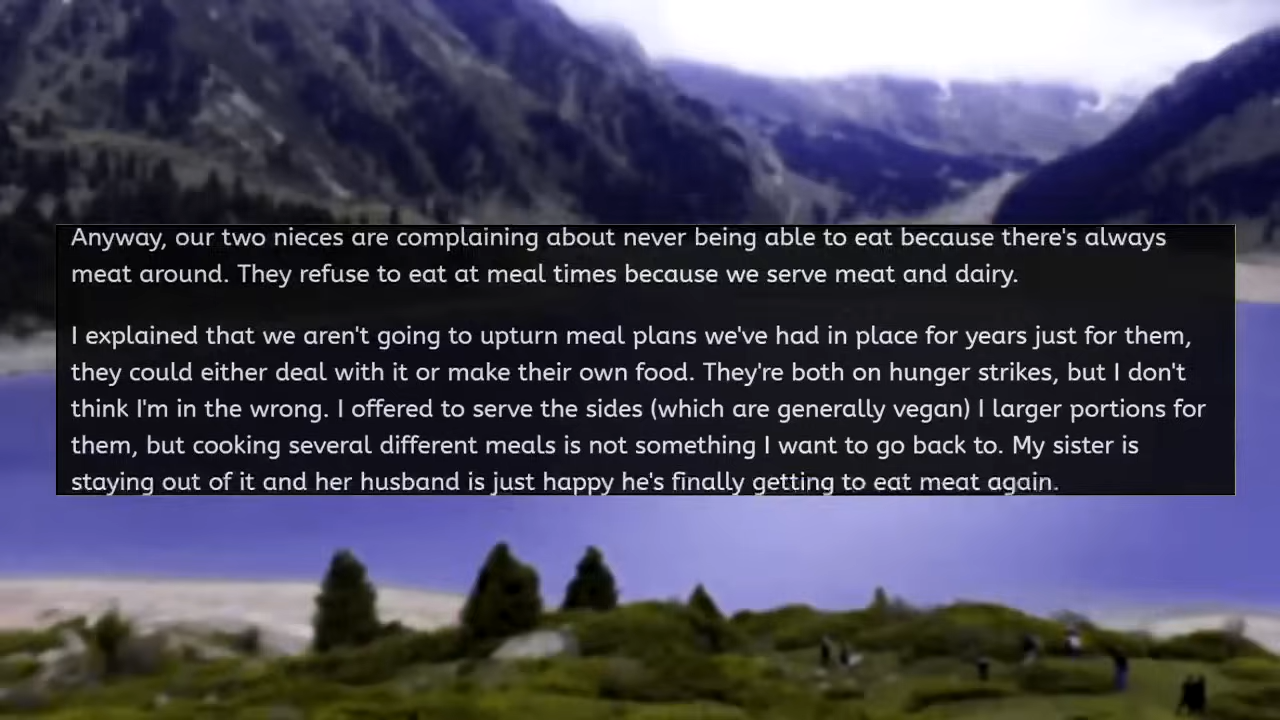 Anyway, our two nieces are complaining about never being able to eat because there's always
meat around. They refuse to eat at meal times because we serve meat and dairy.
I explained that we aren't going to upturn meal plans we've had in place for years just for them,
they could either deal with it or make their own food. They're both on hunger strikes, but I don't
think I'm in the wrong. I offered to serve the sides (which are generally vegan) I larger portions for
them, but cooking several different meals is not something I want to go back to. My sister is
staying out of it and her husband is just happy he's finally getting to eat meat again.